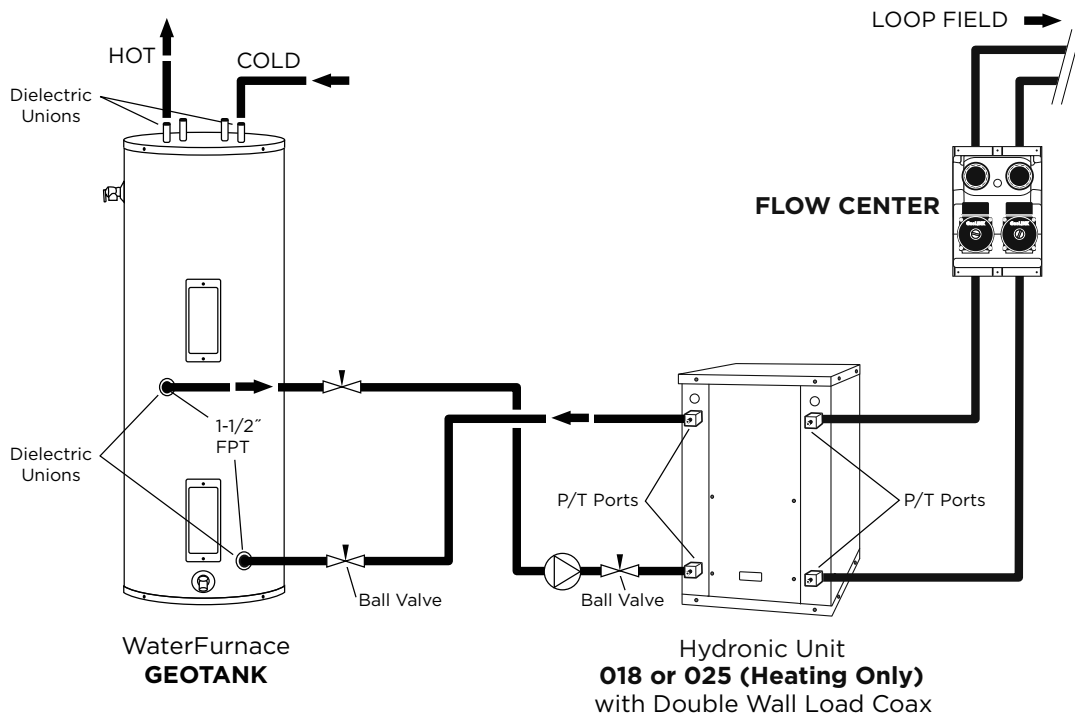 LOOP FIELD
HOT
COLD
Dielectric
Unions
FLOW CENTER
1-1/2˝
FPT
Dielectric
Unions
P/T Ports
P/T Ports
Ball Valve
Ball Valve
WaterFurnace
GEOTANK
Hydronic Unit
018 or 025 (Heating Only)
with Double Wall Load Coax